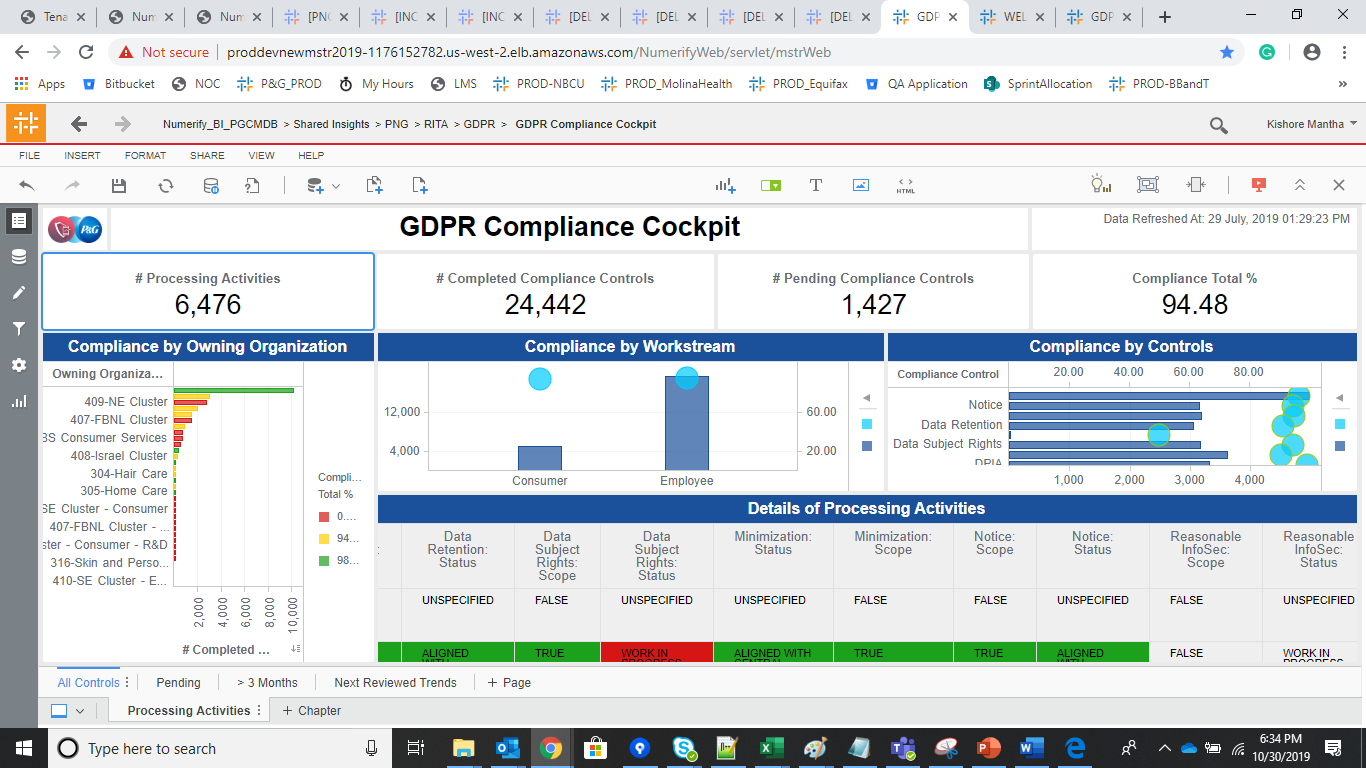 Tena
Num
Num
[PN
[INC
[INC
[DEL
[DEL
[DEL
[DEL
GDP
WEL
GDP
Not secure
proddevnewmstr2019-1176152782.us-west-2.elb.amazonaws.com/NumerifyWeb/servlet/mstrWeb
Apps Bitbucket NOC P&G_PROD My Hours LMS PROD-NBCU PROD_MolinaHealth PROD_Equifax QA Application SprintAllocation PROD-BBandT »
Numerify_BI_PGCMDB > Shared Insights > PNG > RITA > GDPR > GDPR Compliance Cockpit
Kishore Mantha
FILE INSERT FORMAT SHARE VIEW HELP
HTML
P&G
GDPR Compliance Cockpit
Data Refreshed At: 29 July, 2019 01:29:23 PM
# Processing Activities
6,476
# Completed Compliance Controls
24,442
# Pending Compliance Controls
1,427
Compliance Total %
94.48
Compliance by Owning Organization
Owning Organiza...
409-NE Cluster
407-FBNL Cluster
BS Consumer Services
408-Israel Cluster
304-Hair Care
305-Home Care
SE Cluster - Consumer
407-FBNL Cluster - ...
ster - Consumer - R&D
316-Skin and Perso...
410-SE Cluster - E...
2,000
4,000
6,000
8,000
10,000
# Completed ...
Compli...
Total %
0....
94...
98...
Compliance by Workstream
12,000
4,000
60.00
20.00
Consumer
Employee
Compliance by Controls
Compliance Control
20.00 40.00 60.00 80.00
Notice
Data Retention
Data Subject Rights
DPIA
1,000 2,000 3,000 4,000
Details of Processing Activities
Data Retention: Status
Data Subject Rights: Scope
Data Subject Rights: Status
Minimization: Status
Minimization: Scope
Notice: Scope
Notice: Status
Reasonable InfoSec: Scope
Reasonable InfoSec: Status
UNSPECIFIED FALSE UNSPECIFIED UNSPECIFIED FALSE FALSE UNSPECIFIED FALSE UNSPECIFIED
ALIGNED WITH
TRUE
WORK IN PROGRESS
ALIGNED WITH CENTRAL
TRUE
TRUE
ALIGNED WITH
FALSE
WORK IN PROGRESS
All Controls Pending > 3 Months Next Reviewed Trends + Page
Processing Activities + Chapter
Type here to search
6:34 PM
10/30/2019